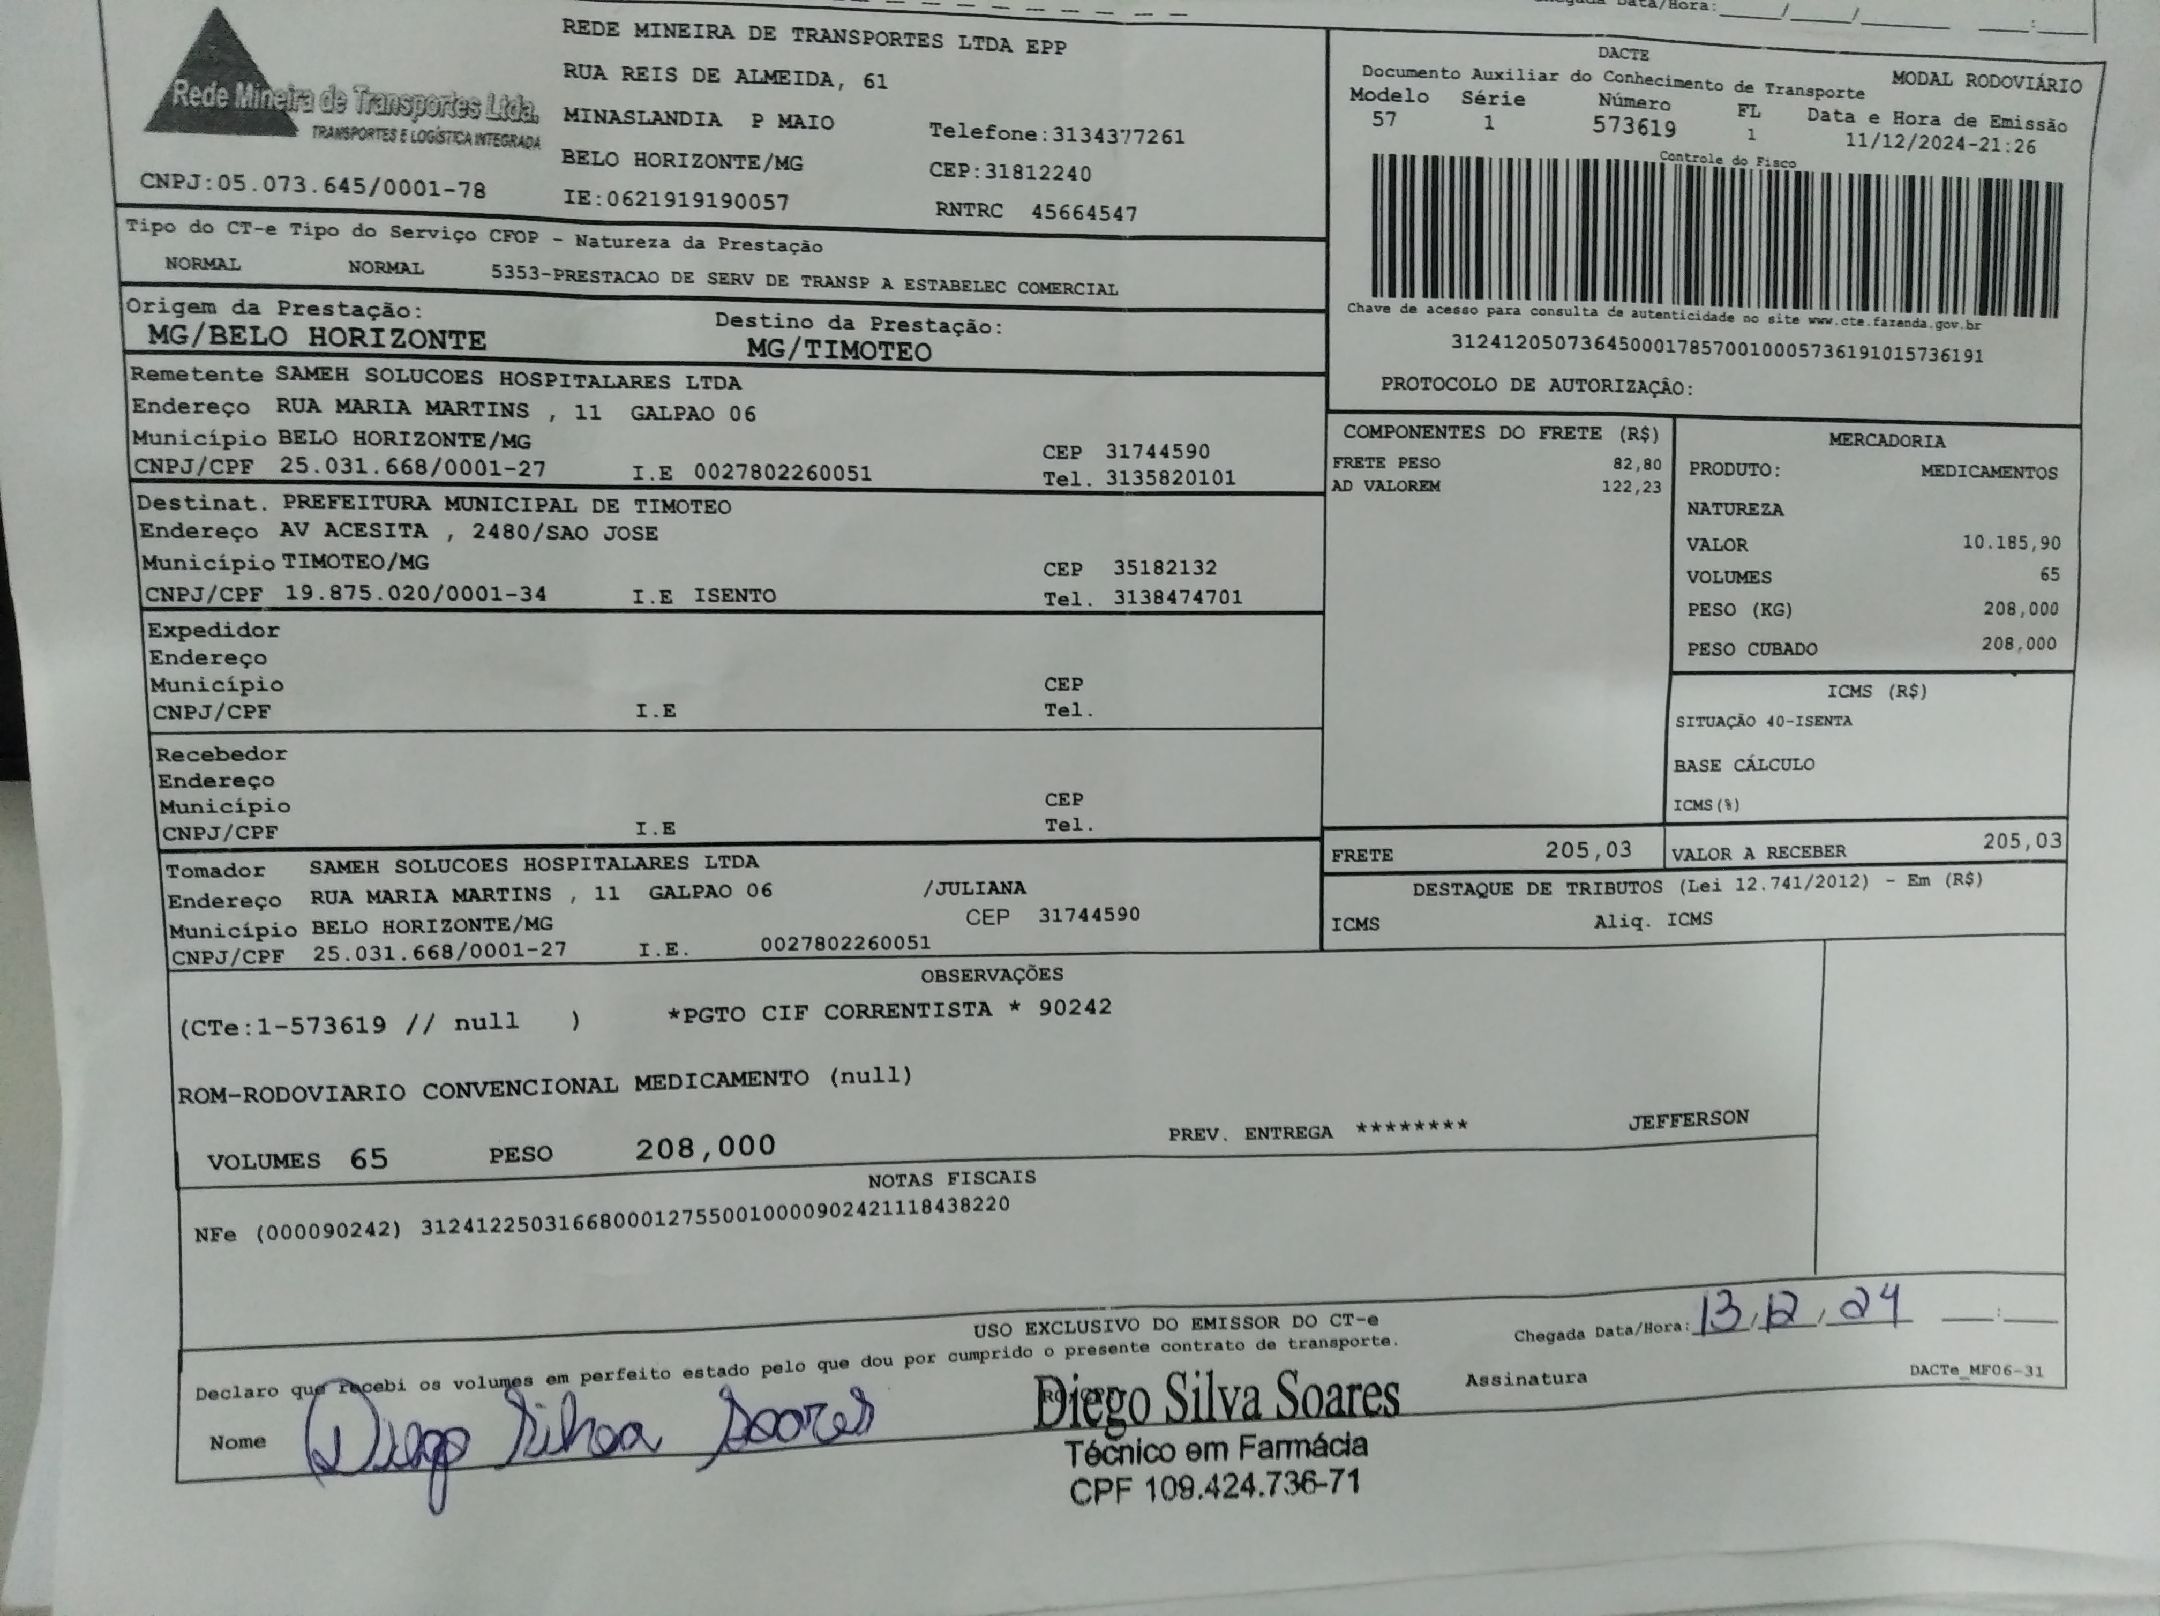 Chegada Data/Hora:_____/_____/________ ____:____
Rede Mineira de Transportes Ltda.
TRANSPORTES E LOGÍSTICA INTEGRADA
CNPJ:05.073.645/0001-78
REDE MINEIRA DE TRANSPORTES LTDA EPP
RUA REIS DE ALMEIDA, 61
MINASLANDIA P MAIO Telefone:3134377261
BELO HORIZONTE/MG CEP:31812240
IE:0621919190057 RNTRC 45664547
DACTE
Documento Auxiliar do Conhecimento de Transporte MODAL RODOVIÁRIO
Modelo Série Número FL Data e Hora de Emissão
57 1 573619 1 11/12/2024-21:26
Controle do Fisco
Chave de acesso para consulta de autenticidade no site www.cte.fazenda.gov.br
31241205073645000178570010005736191015736191
PROTOCOLO DE AUTORIZAÇÃO:
Tipo do CT-e Tipo do Serviço CFOP - Natureza da Prestação
NORMAL NORMAL 5353-PRESTACAO DE SERV DE TRANSP A ESTABELEC COMERCIAL
Origem da Prestação: Destino da Prestação:
MG/BELO HORIZONTE MG/TIMOTEO
Remetente SAMEH SOLUCOES HOSPITALARES LTDA
Endereço RUA MARIA MARTINS , 11 GALPAO 06
Município BELO HORIZONTE/MG CEP 31744590
CNPJ/CPF 25.031.668/0001-27 I.E 0027802260051 Tel. 3135820101
Destinat. PREFEITURA MUNICIPAL DE TIMOTEO
Endereço AV ACESITA , 2480/SAO JOSE
Município TIMOTEO/MG CEP 35182132
CNPJ/CPF 19.875.020/0001-34 I.E ISENTO Tel. 3138474701
Expedidor
Endereço
Município CEP
CNPJ/CPF I.E Tel.
Recebedor
Endereço
Município CEP
CNPJ/CPF I.E Tel.
Tomador SAMEH SOLUCOES HOSPITALARES LTDA
Endereço RUA MARIA MARTINS , 11 GALPAO 06 /JULIANA
Município BELO HORIZONTE/MG CEP 31744590
CNPJ/CPF 25.031.668/0001-27 I.E. 0027802260051
COMPONENTES DO FRETE (R$)
FRETE PESO 82,80
AD VALOREM 122,23
MERCADORIA
PRODUTO: MEDICAMENTOS
NATUREZA
VALOR 10.185,90
VOLUMES 65
PESO (KG) 208,000
PESO CUBADO 208,000
ICMS (R$)
SITUAÇÃO 40-ISENTA
BASE CÁLCULO
ICMS(%)
FRETE 205,03 VALOR A RECEBER 205,03
DESTAQUE DE TRIBUTOS (Lei 12.741/2012) - Em (R$)
ICMS Aliq. ICMS
OBSERVAÇÕES
(CTe:1-573619 // null ) *PGTO CIF CORRENTISTA * 90242
ROM-RODOVIARIO CONVENCIONAL MEDICAMENTO (null)
VOLUMES 65 PESO 208,000 PREV. ENTREGA ******** JEFFERSON
NOTAS FISCAIS
NFe (000090242) 31241225031668000127550010000902421118438220
USO EXCLUSIVO DO EMISSOR DO CT-e
Declaro que recebi os volumes em perfeito estado pelo que dou por cumprido o presente contrato de transporte.
Chegada Data/Hora: 13/12/24 ____:____
Nome Diego Silva Soares
Assinatura DACTe_MF06-31
Diego Silva Soares
Técnico em Farmácia
CPF 109.424.736-71